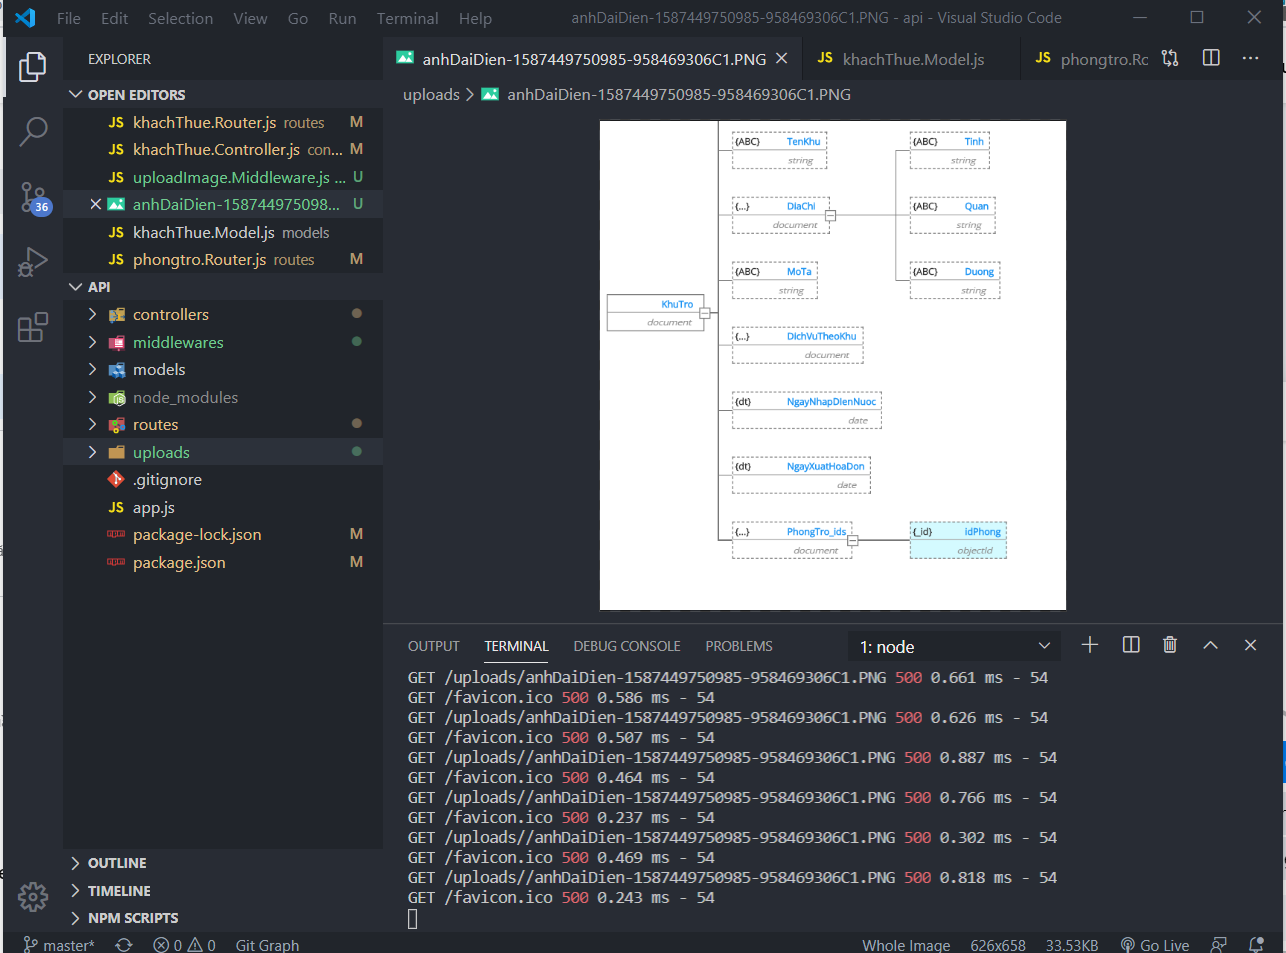 File Edit Selection View Go Run Terminal Help anhDaiDien-1587449750985-958469306C1.PNG - api - Visual Studio Code
EXPLORER
OPEN EDITORS
JS khachThue.Router.js routes M
JS khachThue.Controller.js con... M
JS uploadImage.Middleware.js ... U
anhDaiDien-158744975098... U
JS khachThue.Model.js models
JS phongtro.Router.js routes M
API
controllers
middlewares
models
node_modules
routes
uploads
.gitignore
JS app.js
package-lock.json M
package.json M
OUTLINE
TIMELINE
NPM SCRIPTS
36
anhDaiDien-1587449750985-958469306C1.PNG
JS khachThue.Model.js
JS phongtro.Rc
uploads > anhDaiDien-1587449750985-958469306C1.PNG
{ABC} TenKhu
string
{ABC} Tinh
string
{...} DiaChi
document
{ABC} Quan
string
{ABC} MoTa
string
{ABC} Duong
string
KhuTro
document
{...} DichVuTheoKhu
document
{dt} NgayNhapDienNuoc
date
{dt} NgayXuatHoaDon
date
{...} PhongTro_ids
document
{_id} idPhong
objectId
OUTPUT TERMINAL DEBUG CONSOLE PROBLEMS 1: node
GET /uploads/anhDaiDien-1587449750985-958469306C1.PNG 500 0.661 ms - 54
GET /favicon.ico 500 0.586 ms - 54
GET /uploads/anhDaiDien-1587449750985-958469306C1.PNG 500 0.626 ms - 54
GET /favicon.ico 500 0.507 ms - 54
GET /uploads//anhDaiDien-1587449750985-958469306C1.PNG 500 0.887 ms - 54
GET /favicon.ico 500 0.464 ms - 54
GET /uploads//anhDaiDien-1587449750985-958469306C1.PNG 500 0.766 ms - 54
GET /favicon.ico 500 0.237 ms - 54
GET /uploads//anhDaiDien-1587449750985-958469306C1.PNG 500 0.302 ms - 54
GET /favicon.ico 500 0.469 ms - 54
GET /uploads//anhDaiDien-1587449750985-958469306C1.PNG 500 0.818 ms - 54
GET /favicon.ico 500 0.243 ms - 54
master* 0 0 Git Graph Whole Image 626x658 33.53KB Go Live